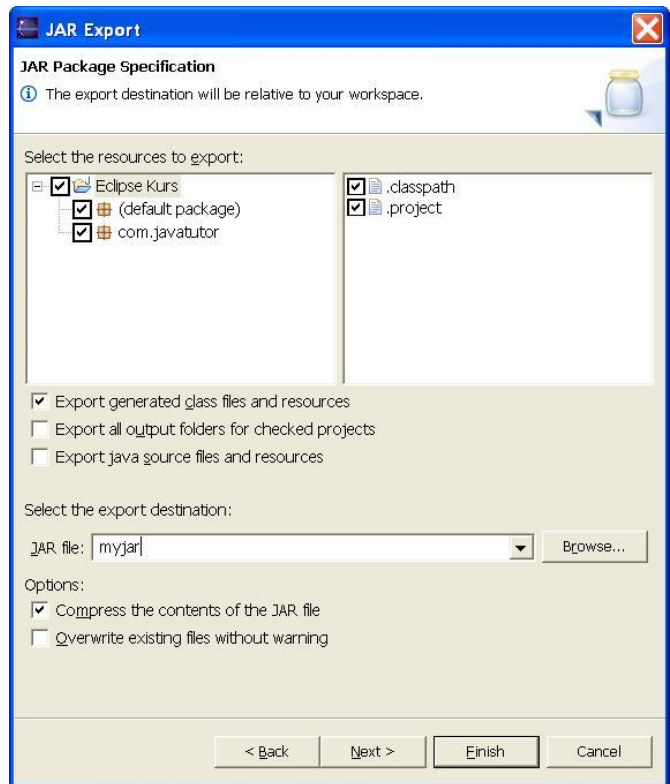 JAR Export
JAR Package Specification
The export destination will be relative to your workspace.
Select the resources to export:
Eclipse Kurs
(default package)
com.javatutor
.classpath
.project
Export generated class files and resources
Export all output folders for checked projects
Export java source files and resources
Select the export destination:
JAR file: myjar Browse...
Options:
Compress the contents of the JAR file
Overwrite existing files without warning
< Back Next > Finish Cancel